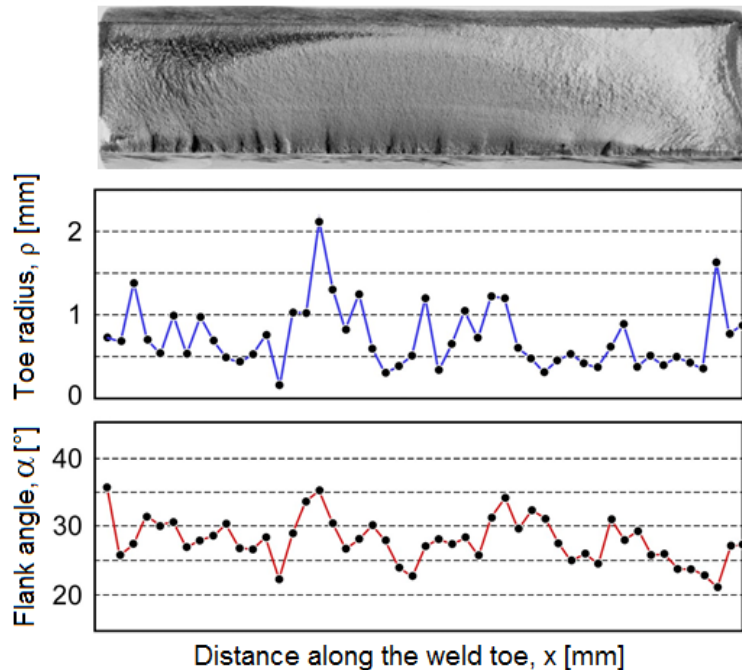 Toe radius, ρ [mm]
2
1
0
Flank angle, α [°]
40
30
20
Distance along the weld toe, x [mm]